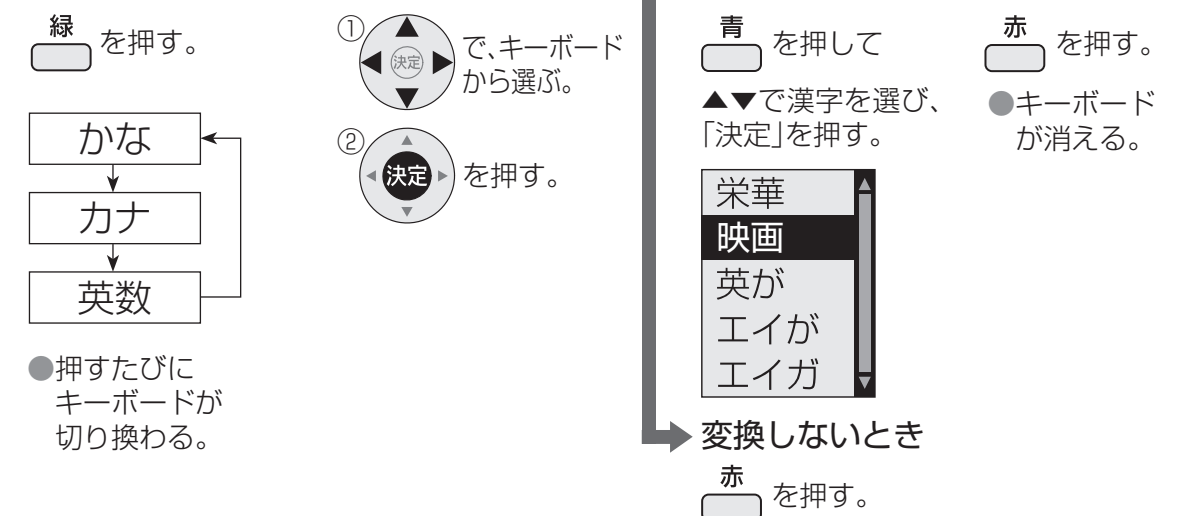 緑
を押す。
かな
カナ
英数
●押すたびに
キーボードが
切り換わる。
①
決定
で、キーボード
から選ぶ。
②
決定
を押す。
青
を押して
▲▼で漢字を選び、
「決定」を押す。
栄華
映画
英が
エイが
エイガ
変換しないとき
赤
を押す。
赤
を押す。
●キーボード
が消える。